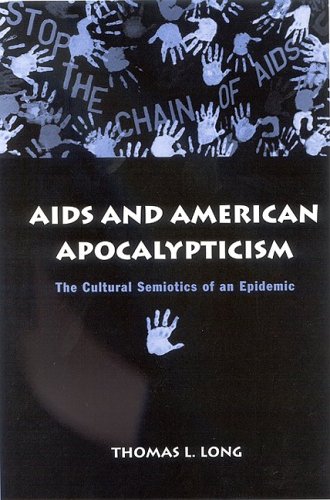 STOP
THE CHAIN OF AIDS
AIDS AND AMERICAN
APOCALYPTICISM
The Cultural Semiotics of an Epidemic
THOMAS L. LONG